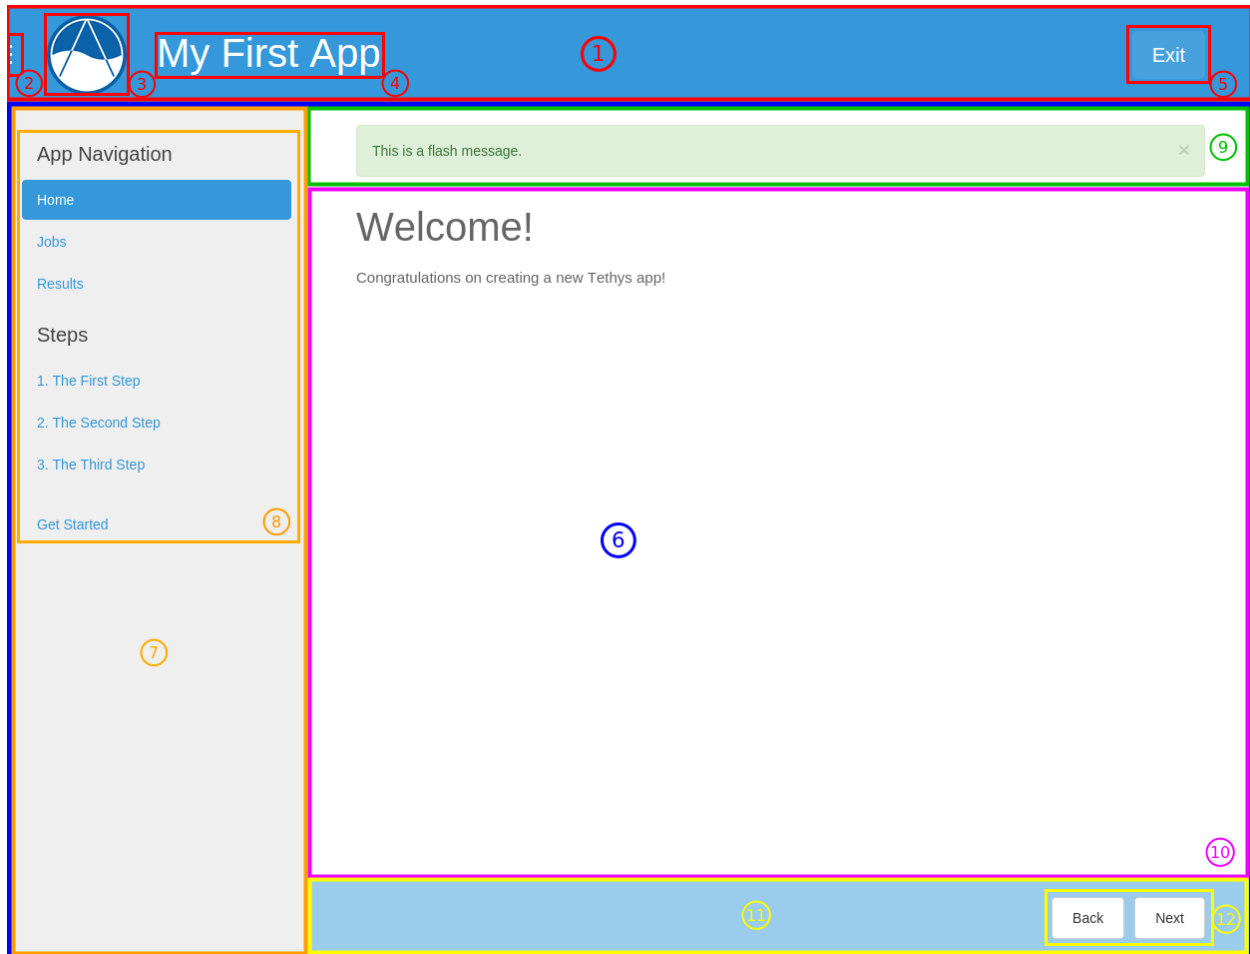 My First App
1
Exit
2
3
4
5
App Navigation
Home
Jobs
Results
Steps
1. The First Step
2. The Second Step
3. The Third Step
Get Started
8
7
This is a flash message.
×
9
Welcome!
Congratulations on creating a new Tethys app!
6
10
11
Back
Next
12